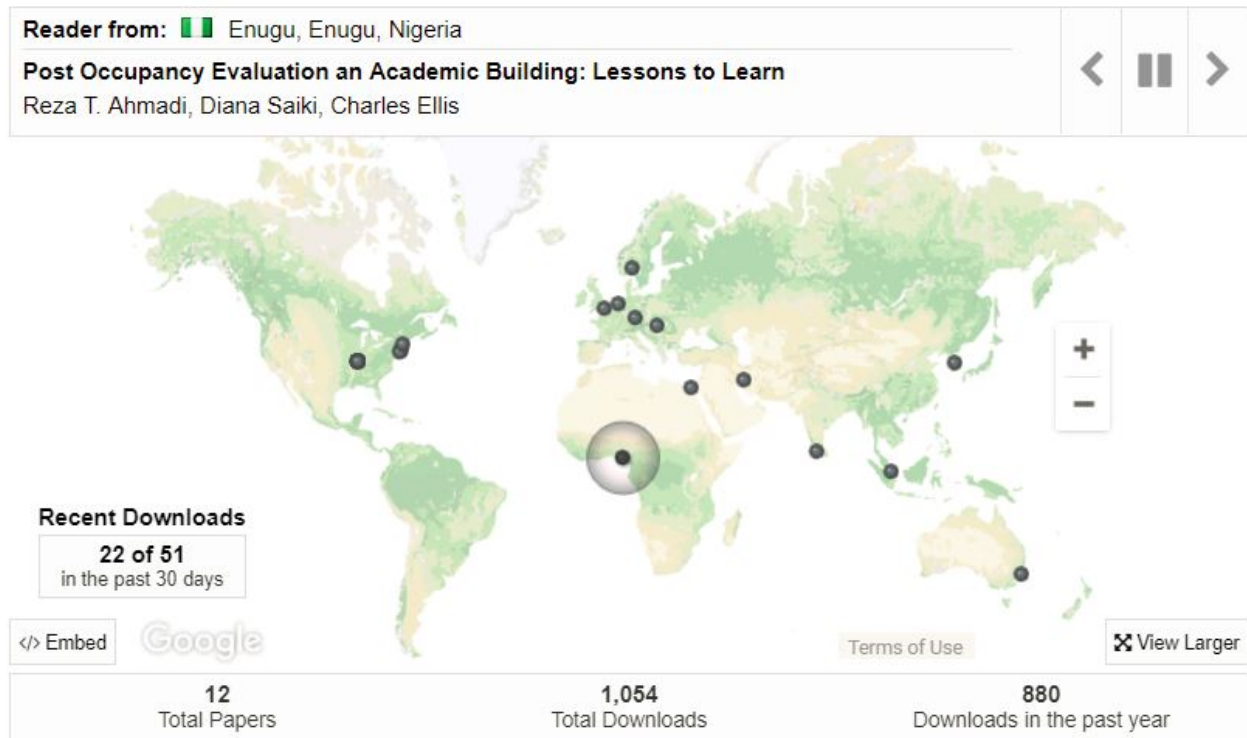 Reader from: Enugu, Enugu, Nigeria
Post Occupancy Evaluation an Academic Building: Lessons to Learn
Reza T. Ahmadi, Diana Saiki, Charles Ellis
+
−
Recent Downloads
22 of 51
in the past 30 days
</> Embed
Google
Terms of Use
View Larger
12
Total Papers
1,054
Total Downloads
880
Downloads in the past year